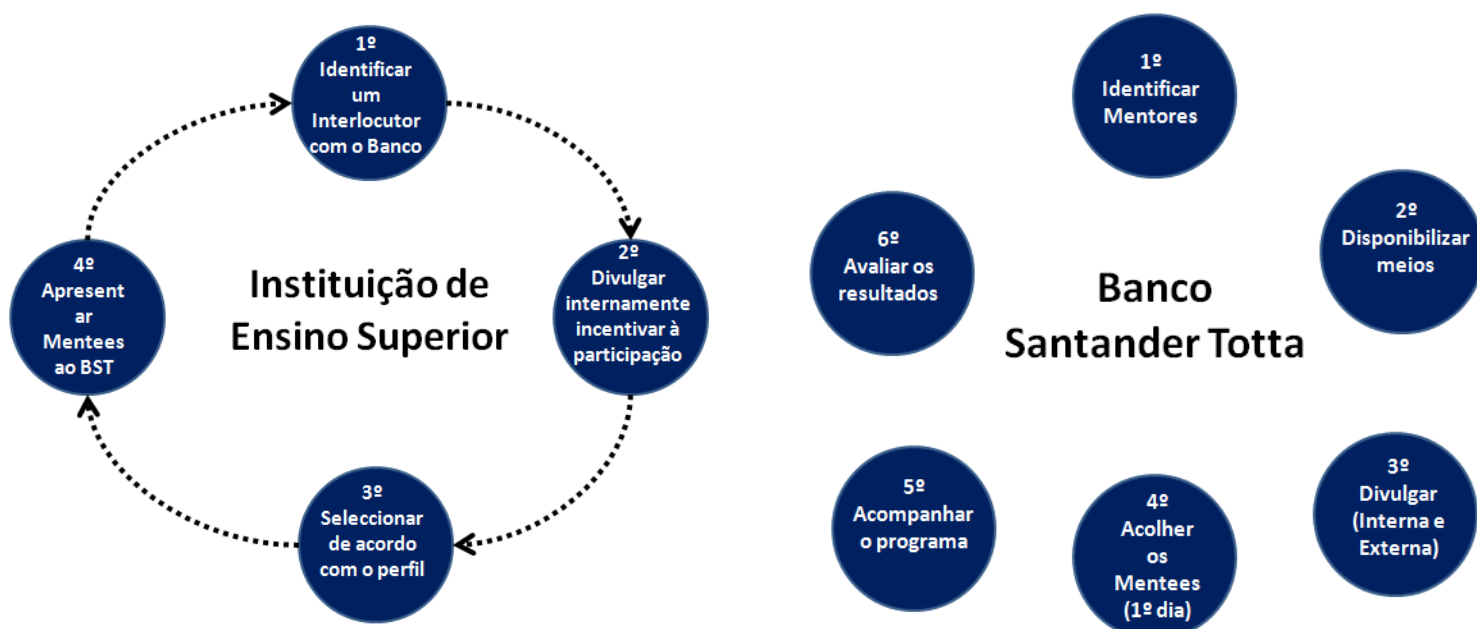 1º
Identificar
um
Interlocutor
com o Banco
2º
Divulgar
internamente
incentivar à
participação
3º
Seleccionar
de acordo
com o perfil
4º
Apresent
ar
Mentees
ao BST
Instituição de
Ensino Superior
1º
Identificar
Mentores
2º
Disponibilizar
meios
3º
Divulgar
(Interna e
Externa)
4º
Acolher
os
Mentees
(1º dia)
5º
Acompanhar
o programa
6º
Avaliar os
resultados
Banco
Santander Totta